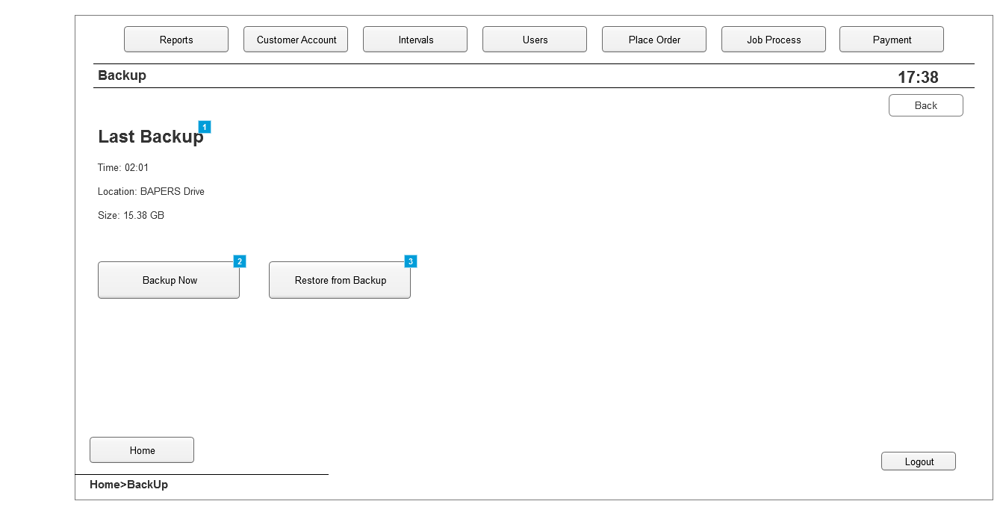 Reports Customer Account Intervals Users Place Order Job Process Payment
Backup 17:38
Back
Last Backup 1
Time: 02:01
Location: BAPERS Drive
Size: 15.38 GB
Backup Now 2 Restore from Backup 3
Home
Logout
Home>BackUp